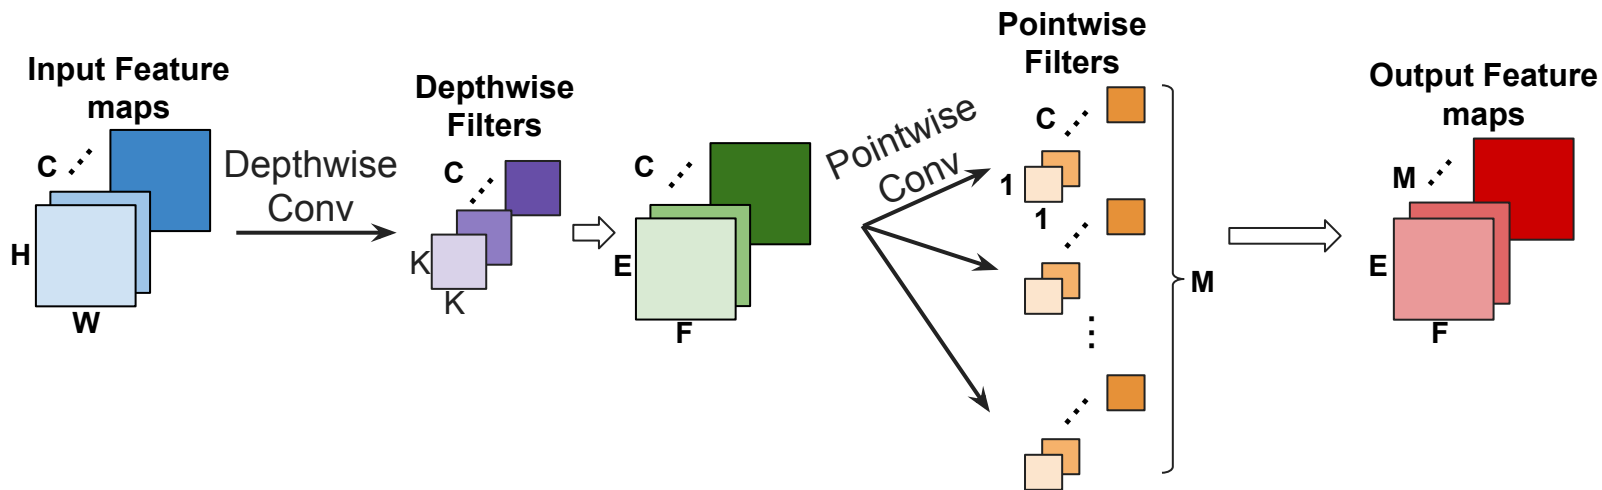 Input Feature
maps
C
H
W
Depthwise
Conv
Depthwise
Filters
C
K
K
C
E
F
Pointwise
Conv
Pointwise
Filters
C
1
1
M
Output Feature
maps
M
E
F